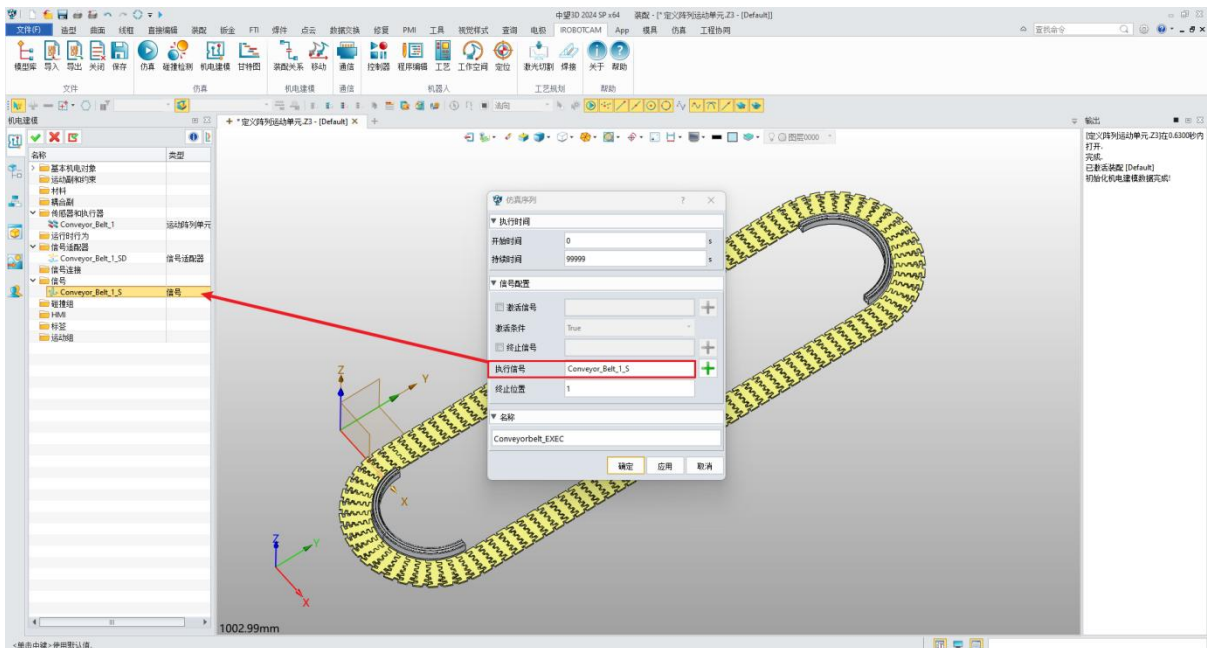 中望3D 2024 SP x64 装配 - [* 定义阵列运动单元.Z3 - [Default]]
文件(F) 造型 曲面 线框 直接编辑 装配 钣金 FTI 焊件 点云 数据交换 修复 PMI 工具 视觉样式 查询 电极 IROBOTCAM App 模具 仿真 工程协同 查找命令
模型库 导入 导出 关闭 保存 仿真 碰撞检测 机电建模 甘特图 装配关系 移动 通信 控制器 程序编辑 工艺 工作空间 定位 激光切割 焊接 关于 帮助
文件 仿真 机电建模 通信 机器人 工艺规划 帮助
法向
机电建模
* 定义阵列运动单元.Z3 - [Default]
图层0000
输出
名称 类型
基本机电对象
运动副和约束
材料
耦合副
传感器和执行器
Conveyor_Belt_1 运动阵列单元
运行时行为
信号适配器
Conveyor_Belt_1_SD 信号适配器
信号连接
信号
Conveyor_Belt_1_S 信号
碰撞组
HMI
标签
运动组
仿真序列 ? ×
执行时间
开始时间 0 s
持续时间 99999 s
信号配置
激活信号
激活条件 True
终止信号
执行信号 Conveyor_Belt_1_S
终止位置 1
名称
Conveyorbelt_EXEC
确定 应用 取消
Z
Y
X
Z
Y
X
1002.99mm
[定义阵列运动单元.Z3]在0.6300秒内
打开.
完成.
已激活装配 [Default]
初始化机电建模数据完成!
<单击中键>使用默认值.